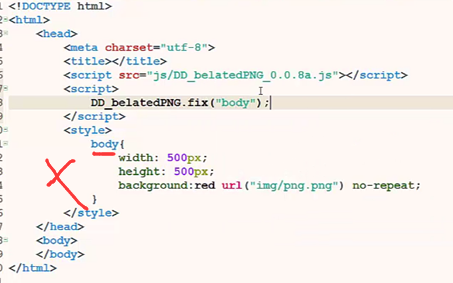 <!DOCTYPE html>
<html>
<head>
<meta charset="utf-8">
<title></title>
<script src="js/DD_belatedPNG_0.0.8a.js"></script>
<script>
DD_belatedPNG.fix("body");
</script>
<style>
body{
width: 500px;
height: 500px;
background:red url("img/png.png") no-repeat;
}
</style>
</head>
<body>
</body>
</html>